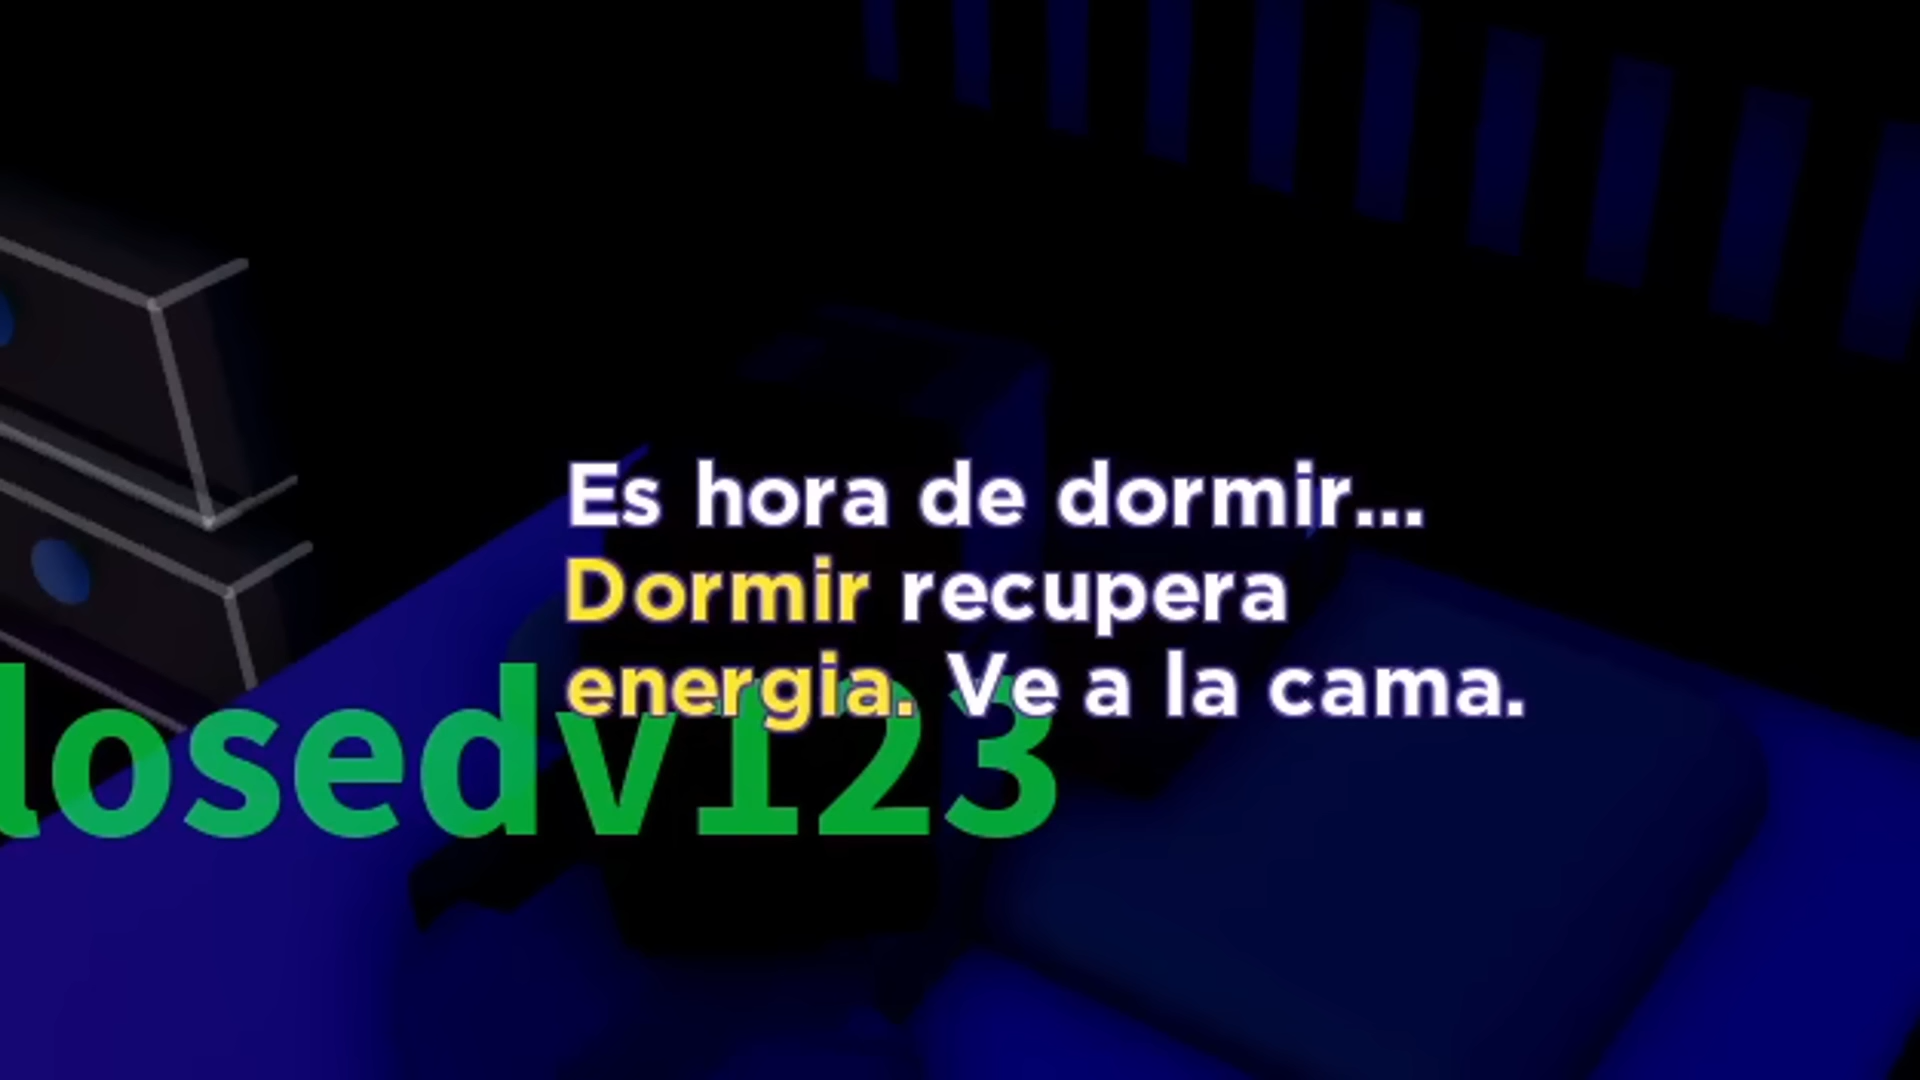 Es hora de dormir...
Dormir recupera
energia. Ve a la cama.
losedv123